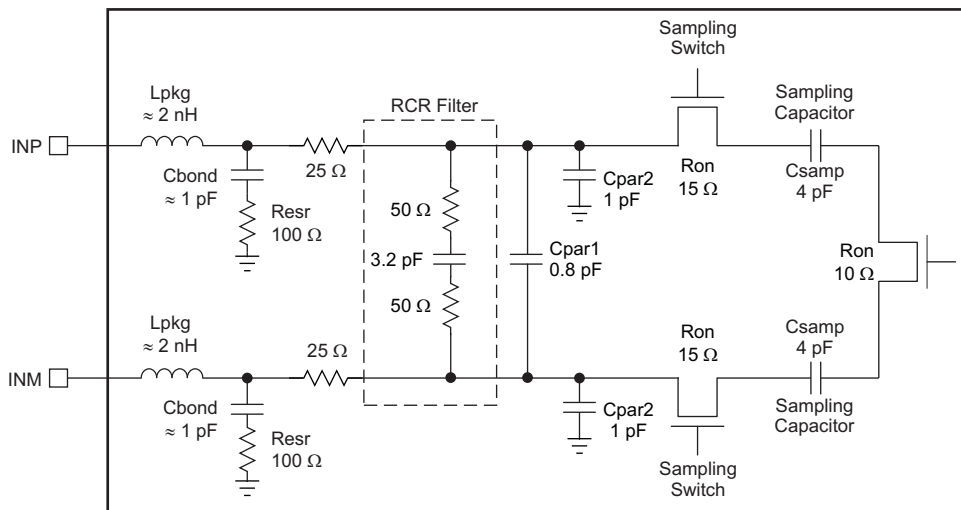 Sampling
Switch
Lpkg
≈ 2 nH
RCR Filter
Sampling
Capacitor
INP
25 Ω
Cbond
≈ 1 pF
Resr
100 Ω
50 Ω
3.2 pF
50 Ω
Cpar1
0.8 pF
Cpar2
1 pF
Ron
15 Ω
Csamp
4 pF
Ron
10 Ω
Lpkg
≈ 2 nH
25 Ω
Ron
15 Ω
Csamp
4 pF
INM
Cbond
≈ 1 pF
Resr
100 Ω
Cpar2
1 pF
Sampling
Capacitor
Sampling
Switch